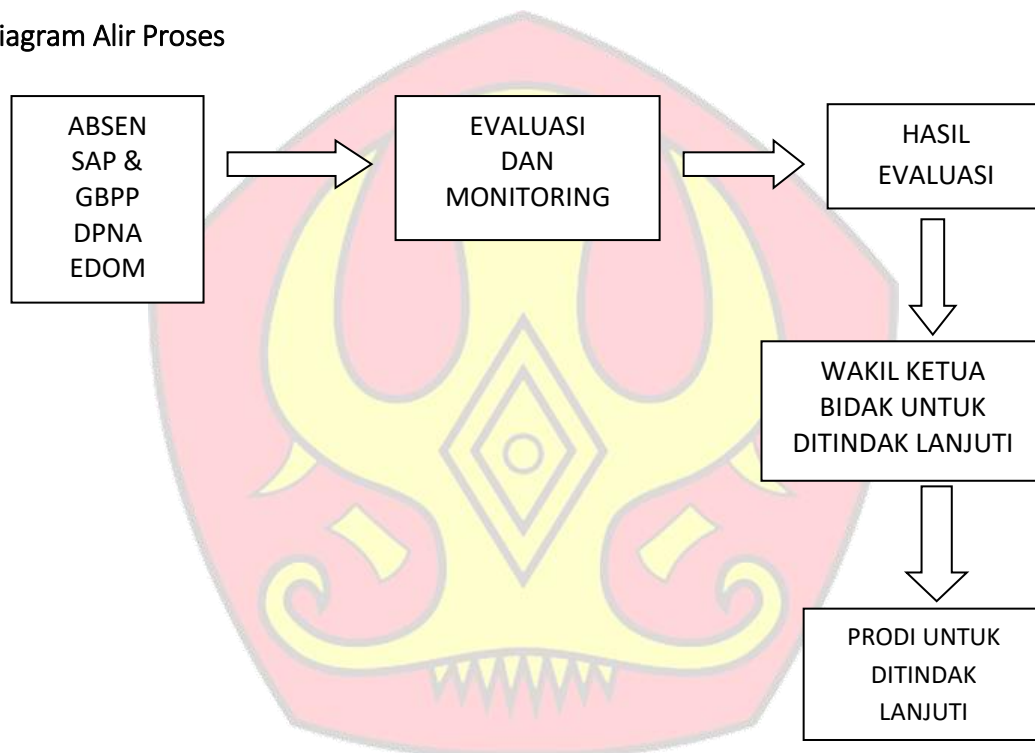 iagram Alir Proses
ABSEN
SAP &
GBPP
DPNA
EDOM
EVALUASI
DAN
MONITORING
HASIL
EVALUASI
WAKIL KETUA
BIDAK UNTUK
DITINDAK LANJUTI
PRODI UNTUK
DITINDAK
LANJUTI